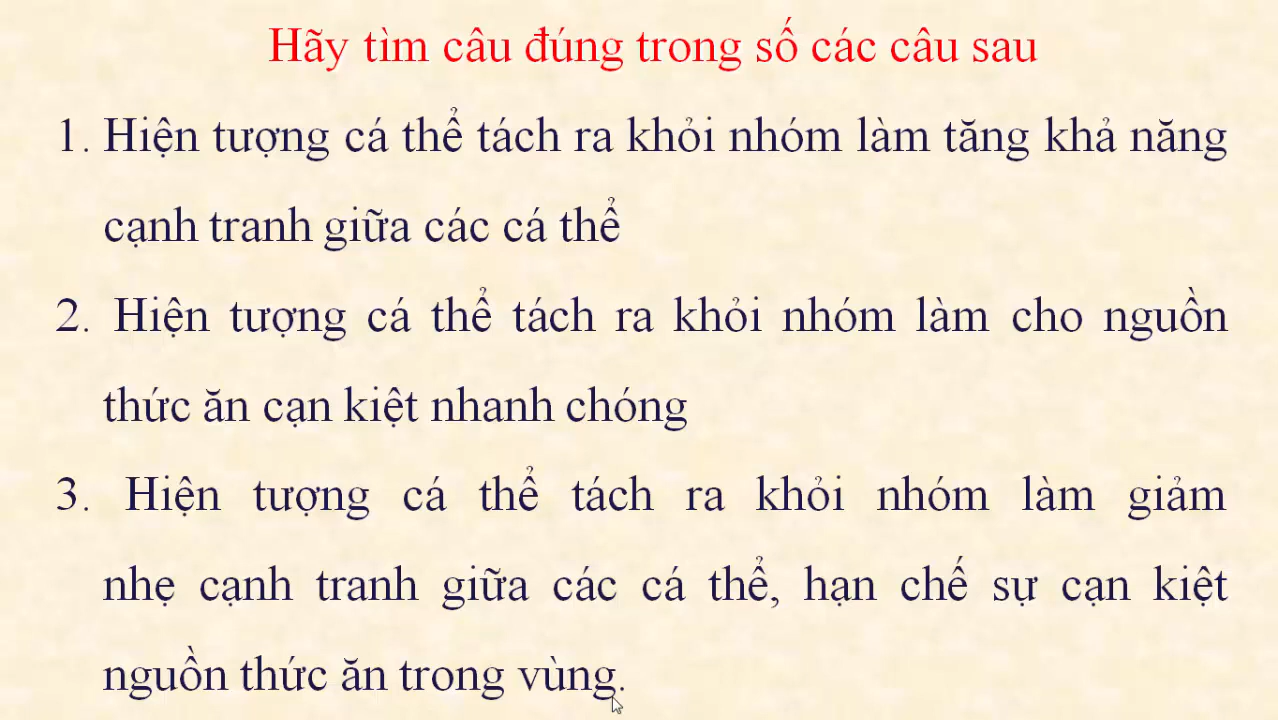 Hãy tìm câu đúng trong số các câu sau
1. Hiện tượng cá thể tách ra khỏi nhóm làm tăng khả năng
cạnh tranh giữa các cá thể
2. Hiện tượng cá thể tách ra khỏi nhóm làm cho nguồn
thức ăn cạn kiệt nhanh chóng
3. Hiện tượng cá thể tách ra khỏi nhóm làm giảm
nhẹ cạnh tranh giữa các cá thể, hạn chế sự cạn kiệt
nguồn thức ăn trong vùng.